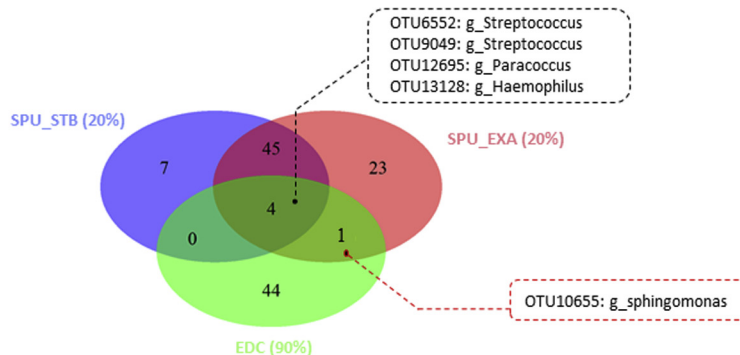 OTU6552: g_Streptococcus
OTU9049: g_Streptococcus
OTU12695: g_Paracoccus
OTU13128: g_Haemophilus
SPU_STB (20%)
SPU_EXA (20%)
7
45
23
4
0
1
44
OTU10655: g_sphingomonas
EDC (90%)